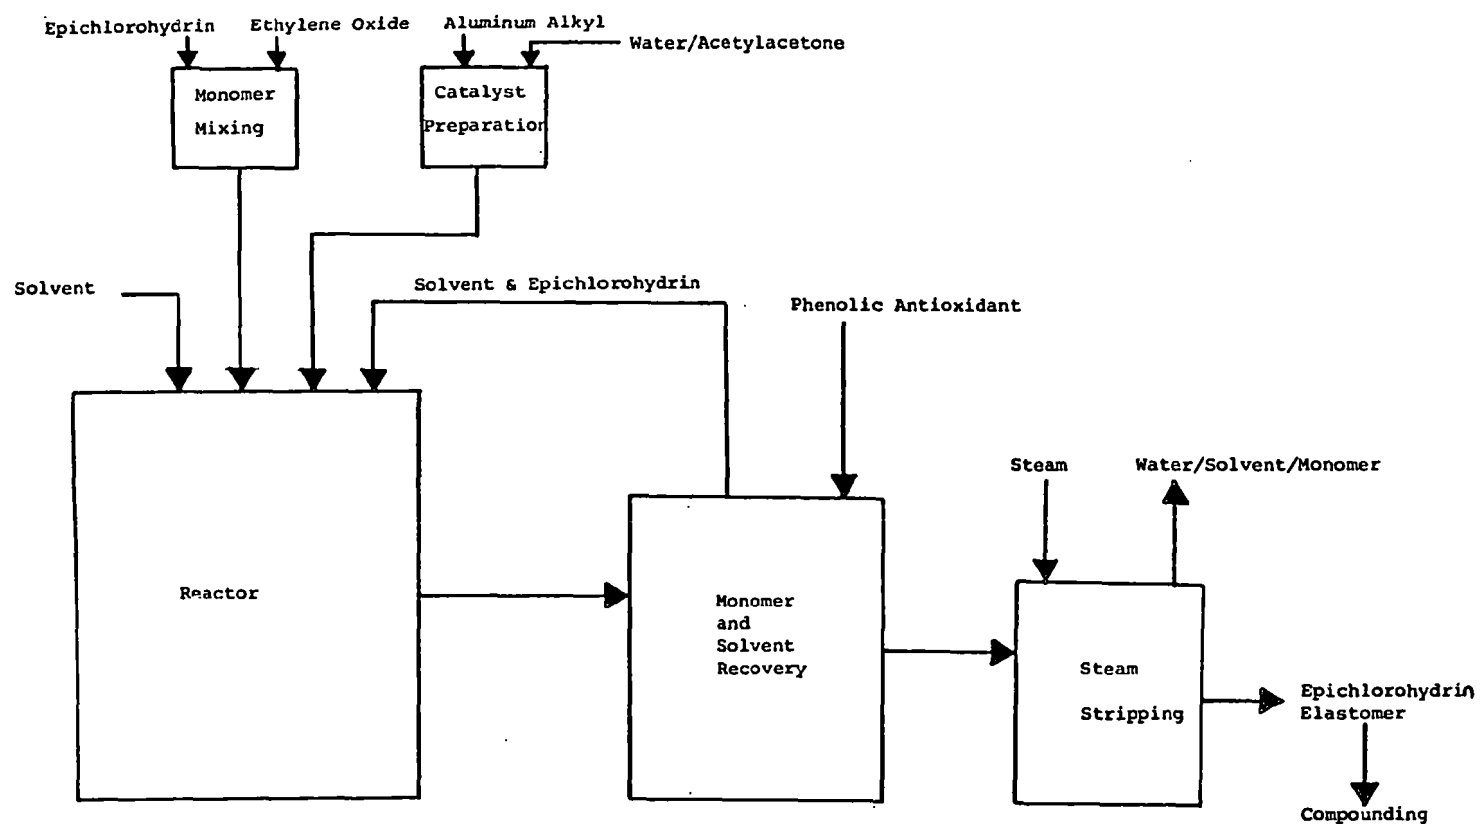 Epichlorohydrin
Ethylene Oxide
Aluminum Alkyl
Water/Acetylacetone
Monomer
Mixing
Catalyst
Preparation
Solvent
Solvent & Epichlorohydrin
Phenolic Antioxidant
Steam
Water/Solvent/Monomer
Reactor
Monomer
and
Solvent
Recovery
Steam
Stripping
Epichlorohydrin
Elastomer
Compounding